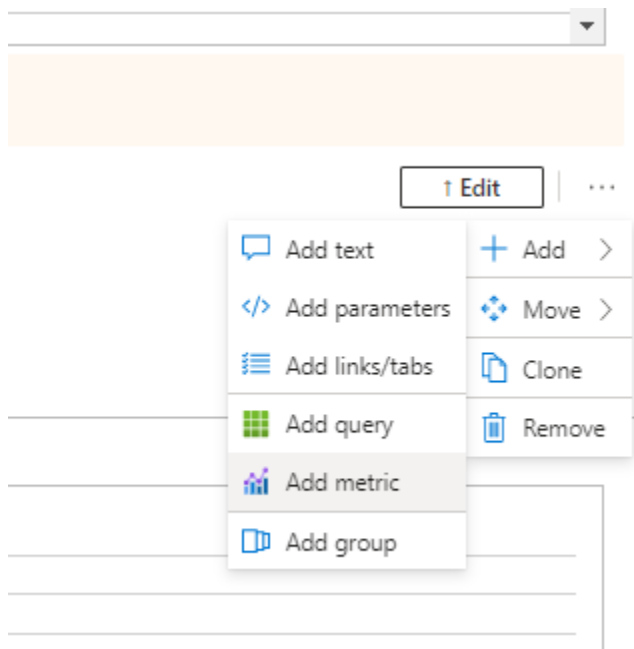 ↑ Edit
Add text
Add parameters
Add links/tabs
Add query
Add metric
Add group
Add
Move
Clone
Remove